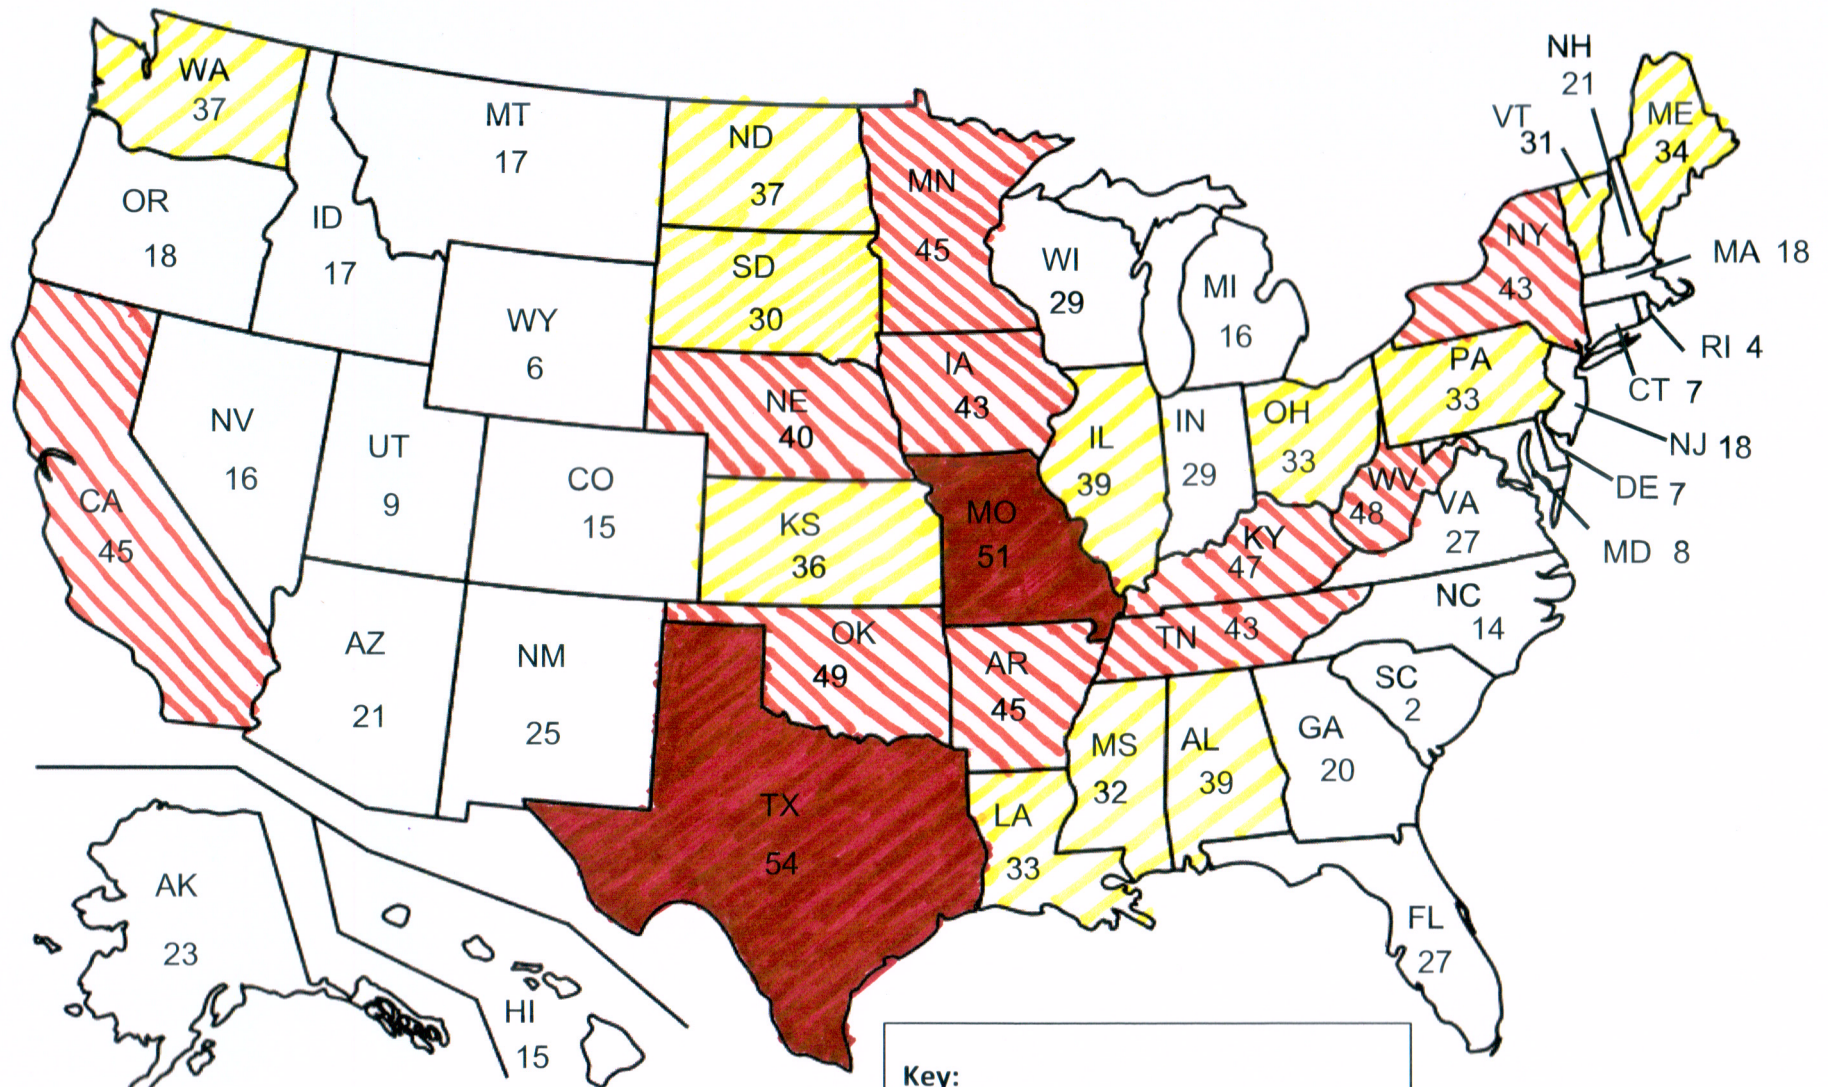 NH
21
WA
37
MT
17
ND
37
MN
45
VT
31
ME
34
OR
18
ID
17
SD
30
WI
29
MI
16
NY
43
MA 18
WY
6
IA
43
RI 4
PA
33
CT 7
NE
40
NV
16
UT
9
CO
15
IL
39
IN
29
OH
33
NJ 18
CA
45
KS
36
MO
51
WV
48
VA
27
DE 7
KY
47
MD 8
NC
14
AZ
21
NM
25
OK
49
AR
45
TN 43
SC
2
MS
32
AL
39
GA
20
TX
54
LA
33
AK
23
FL
27
HI
15
Key: